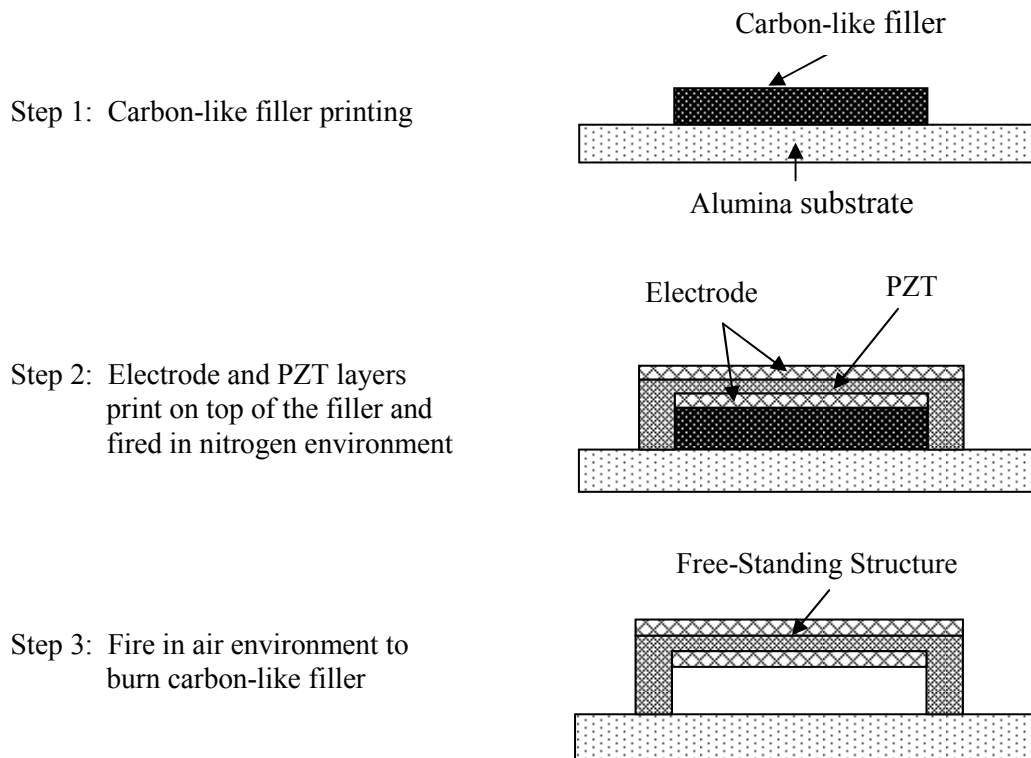 Carbon-like filler
Step 1: Carbon-like filler printing
Alumina substrate
Electrode
PZT
Step 2: Electrode and PZT layers
print on top of the filler and
fired in nitrogen environment
Free-Standing Structure
Step 3: Fire in air environment to
burn carbon-like filler